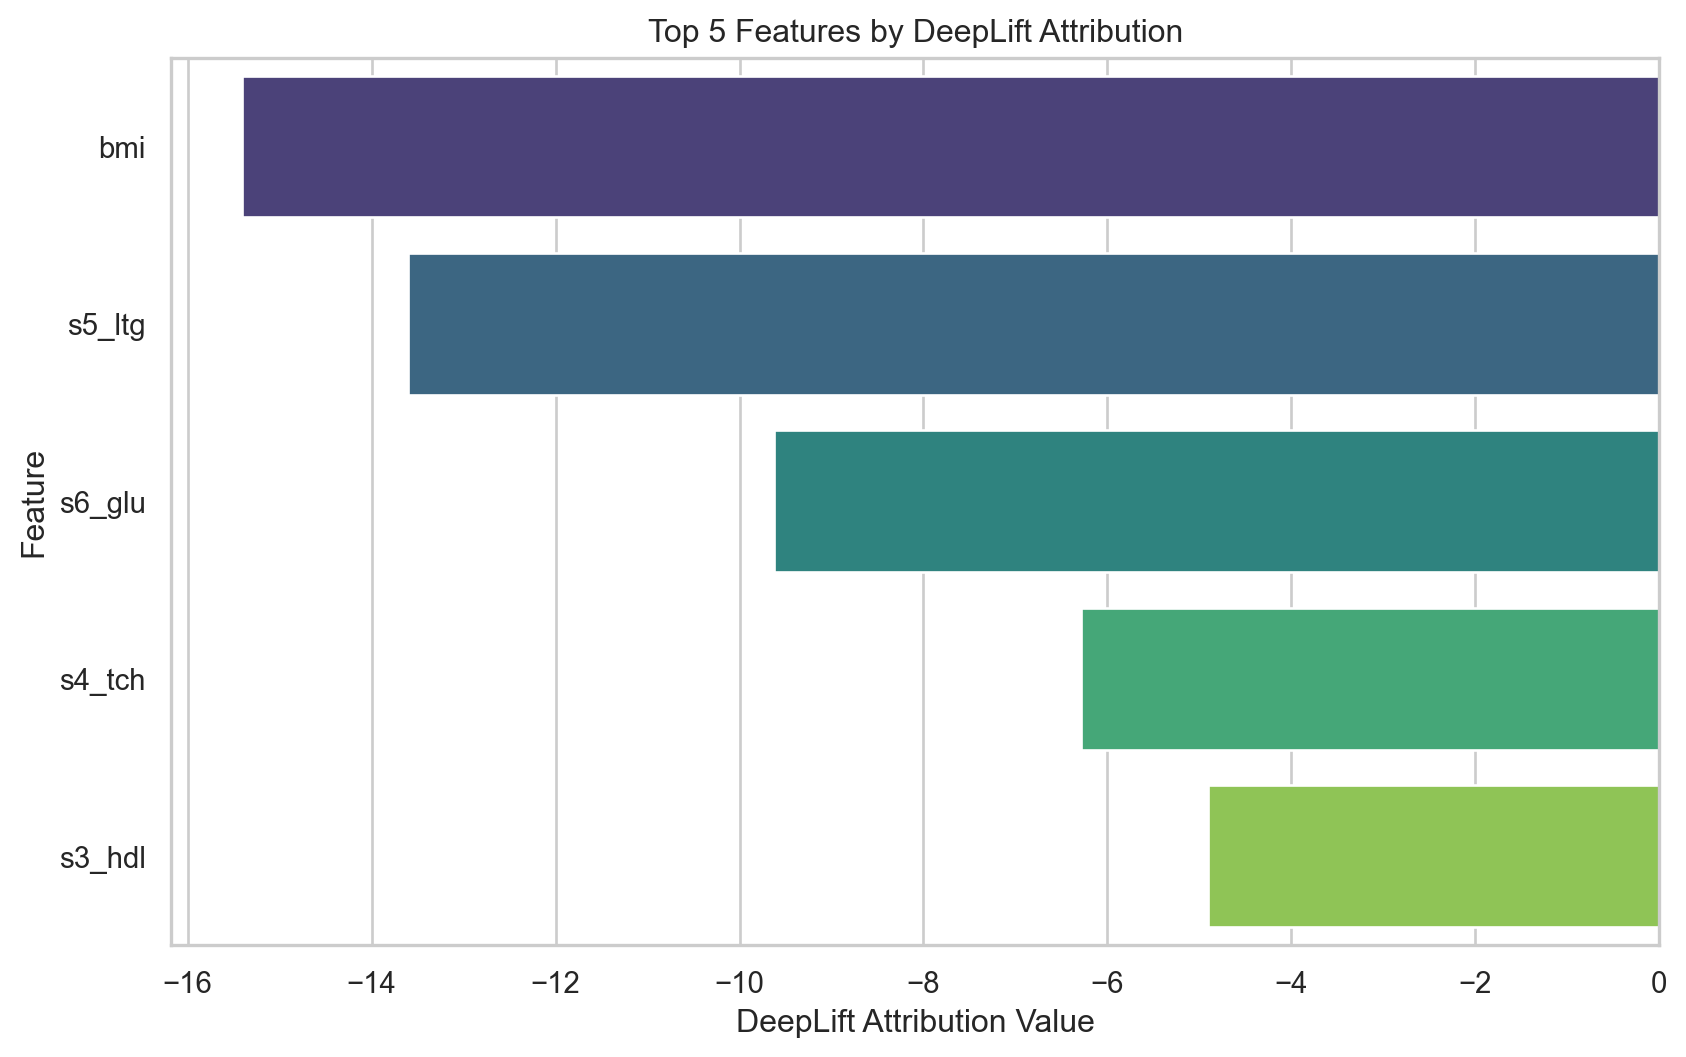 Top 5 Features by DeepLift Attribution
Feature
bmi
s5_ltg
s6_glu
s4_tch
s3_hdl
−16 −14 −12 −10 −8 −6 −4 −2 0
DeepLift Attribution Value